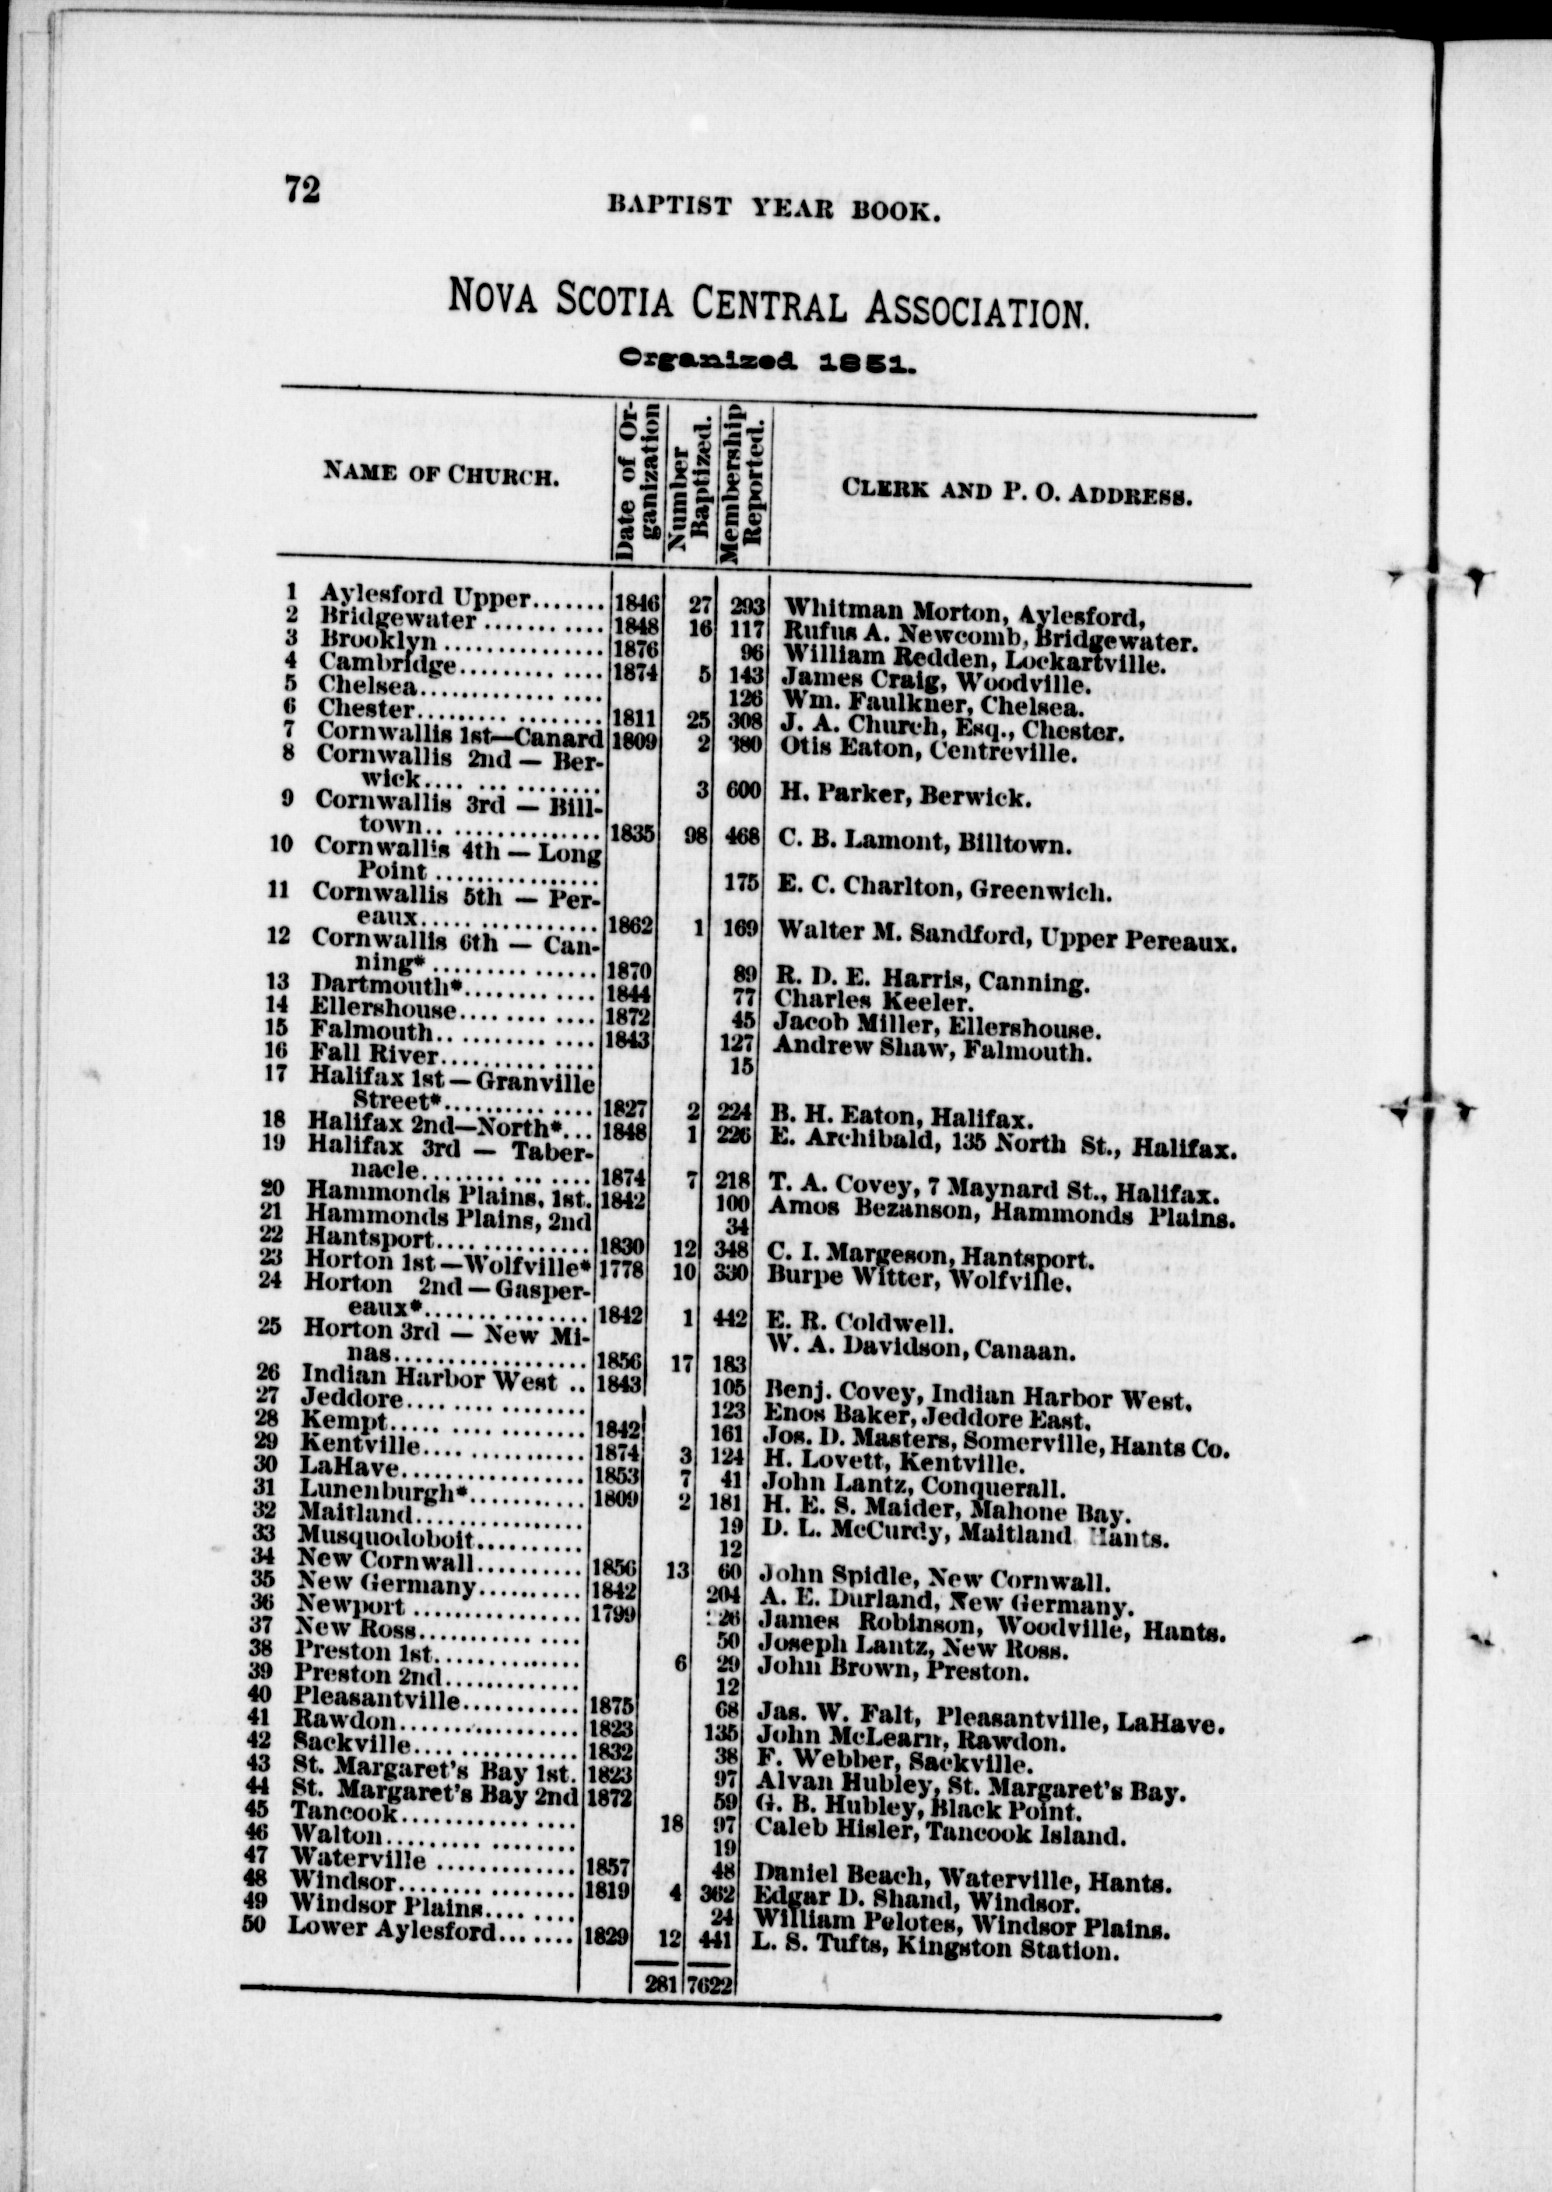 72
BAPTIST YEAR BOOK.
NOVA SCOTIA CENTRAL ASSOCIATION.
Organized 1851.
NAME OF CHURCH. Date of Organization Number Baptized. Membership Reported. CLERK AND P. O. ADDRESS.
1 Aylesford Upper....... 1846 27 293 Whitman Morton, Aylesford,
2 Bridgewater ........... 1848 16 117 Rufus A. Newcomb, Bridgewater.
3 Brooklyn ............... 1876 96 William Redden, Lockartville.
4 Cambridge............. 1874 5 143 James Craig, Woodville.
5 Chelsea................. 126 Wm. Faulkner, Chelsea.
6 Chester................. 1811 25 308 J. A. Church, Esq., Chester.
7 Cornwallis 1st—Canard 1809 2 380 Otis Eaton, Centreville.
8 Cornwallis 2nd — Ber-
wick................ 3 600 H. Parker, Berwick.
9 Cornwallis 3rd — Bill-
town................ 1835 98 468 C. B. Lamont, Billtown.
10 Cornwallis 4th — Long
Point ................ 175 E. C. Charlton, Greenwich.
11 Cornwallis 5th — Per-
eaux................. 1862 1 169 Walter M. Sandford, Upper Pereaux.
12 Cornwallis 6th — Can-
ning* ............... 1870 89 R. D. E. Harris, Canning.
13 Dartmouth*............ 1844 77 Charles Keeler.
14 Ellershouse............. 1872 45 Jacob Miller, Ellershouse.
15 Falmouth............... 1843 127 Andrew Shaw, Falmouth.
16 Fall River............... 15
17 Halifax 1st — Granville
Street*.............. 1827 2 224 B. H. Eaton, Halifax.
18 Halifax 2nd—North*... 1848 1 226 E. Archibald, 135 North St., Halifax.
19 Halifax 3rd — Taber-
nacle................ 1874 7 218 T. A. Covey, 7 Maynard St., Halifax.
20 Hammonds Plains, 1st. 1842 100 Amos Bezanson, Hammonds Plains.
21 Hammonds Plains, 2nd 34
22 Hantsport............... 1830 12 348 C. I. Margeson, Hantsport.
23 Horton 1st—Wolfville* 1778 10 330 Burpe Witter, Wolfville.
24 Horton 2nd — Gasper-
eaux*................ 1842 1 442 E. R. Coldwell.
25 Horton 3rd — New Mi- W. A. Davidson, Canaan.
nas................... 1856 17 183
26 Indian Harbor West .. 1843 105 Benj. Covey, Indian Harbor West.
27 Jeddore................. 123 Enos Baker, Jeddore East.
28 Kempt................... 1842 161 Jos. D. Masters, Somerville, Hants Co.
29 Kentville................ 1874 3 124 H. Lovett, Kentville.
30 LaHave.................. 1853 7 41 John Lantz, Conquerall.
31 Lunenburgh*............ 1809 2 181 H. E. S. Maider, Mahone Bay.
32 Maitland................. 19 D. L. McCurdy, Maitland Hants.
33 Musquodoboit.......... 12
34 New Cornwall.......... 1856 13 60 John Spidle, New Cornwall.
35 New Germany.......... 1842 204 A. E. Durland, New Germany.
36 Newport ................ 1799 James Robinson, Woodville, Hants.
37 New Ross................ 50 Joseph Lantz, New Ross.
38 Preston 1st............... 6 29 John Brown, Preston.
39 Preston 2nd............. 12
40 Pleasantville............ 1875 68 Jas. W. Falt, Pleasantville, LaHave.
41 Rawdon.................. 1823 135 John McLearn, Rawdon.
42 Sackville................. 1832 38 F. Webber, Sackville.
43 St. Margaret's Bay 1st. 1823 97 Alvan Hubley, St. Margaret's Bay.
44 St. Margaret's Bay 2nd 1872 59 G. B. Hubley, Black Point.
45 Tancook................. 18 97 Caleb Hisler, Tancook Island.
46 Walton................... 19
47 Waterville .............. 1857 48 Daniel Beach, Waterville, Hants.
48 Windsor.................. 1819 4 362 Edgar D. Shand, Windsor.
49 Windsor Plains......... 24 William Pelotes, Windsor Plains.
50 Lower Aylesford....... 1829 12 441 L. S. Tufts, Kingston Station.
281 7622